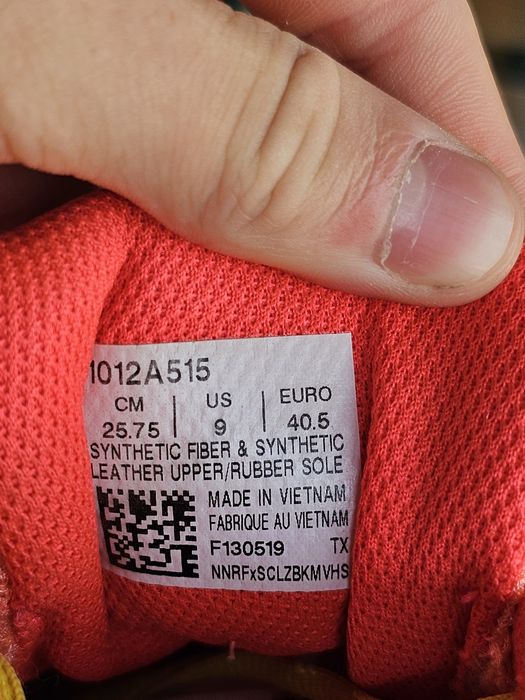 1012A515
CM | US | EURO
25.75 | 9 | 40.5
SYNTHETIC FIBER & SYNTHETIC
LEATHER UPPER/RUBBER SOLE
MADE IN VIETNAM
FABRIQUE AU VIETNAM
F130519 TX
NNRFxSCLZBKMVHS